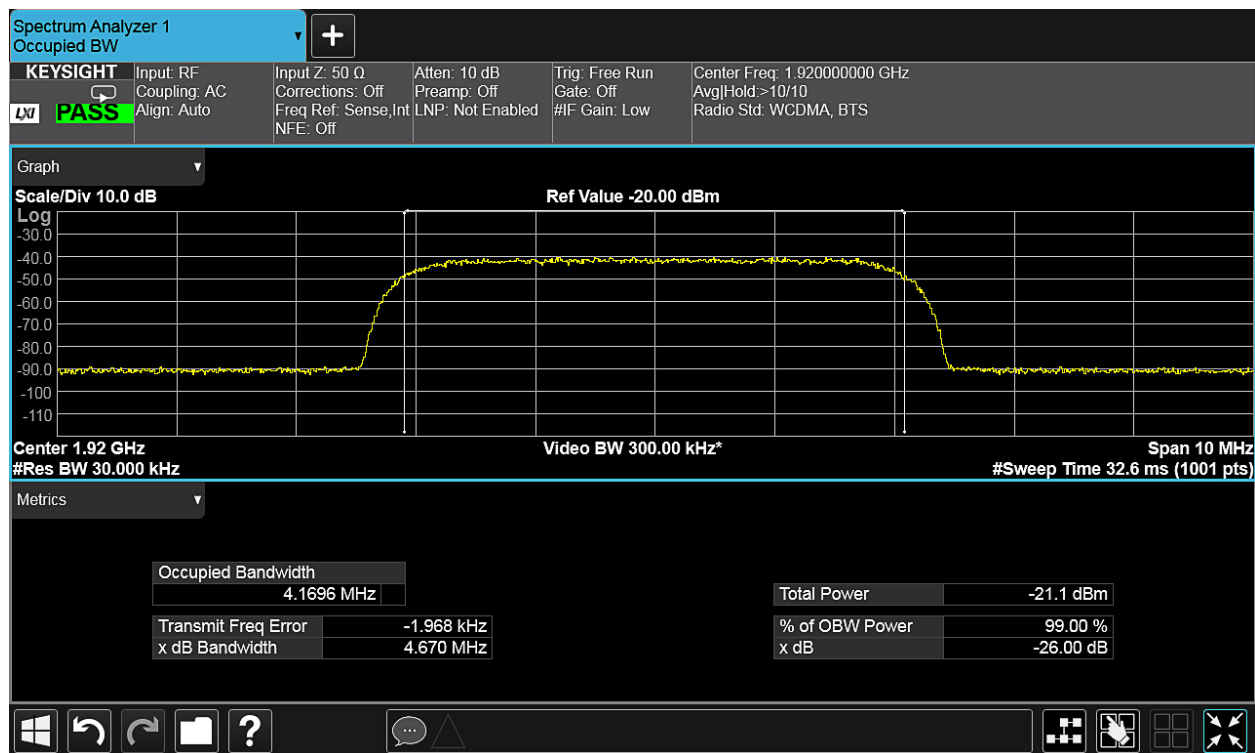 Spectrum Analyzer 1
Occupied BW
KEYSIGHT
LXI
PASS
Input: RF
Coupling: AC
Align: Auto
Input Z: 50 Ω
Corrections: Off
Freq Ref: Sense,Int
NFE: Off
Atten: 10 dB
Preamp: Off
LNP: Not Enabled
Trig: Free Run
Gate: Off
#IF Gain: Low
Center Freq: 1.920000000 GHz
Avg|Hold:>10/10
Radio Std: WCDMA, BTS
Graph
Scale/Div 10.0 dB
Ref Value -20.00 dBm
Log
-30.0
-40.0
-50.0
-60.0
-70.0
-80.0
-90.0
-100
-110
Center 1.92 GHz
Video BW 300.00 kHz*
Span 10 MHz
#Res BW 30.000 kHz
#Sweep Time 32.6 ms (1001 pts)
Metrics
Occupied Bandwidth
4.1696 MHz
Total Power -21.1 dBm
Transmit Freq Error -1.968 kHz
% of OBW Power 99.00 %
x dB Bandwidth 4.670 MHz
x dB -26.00 dB
?